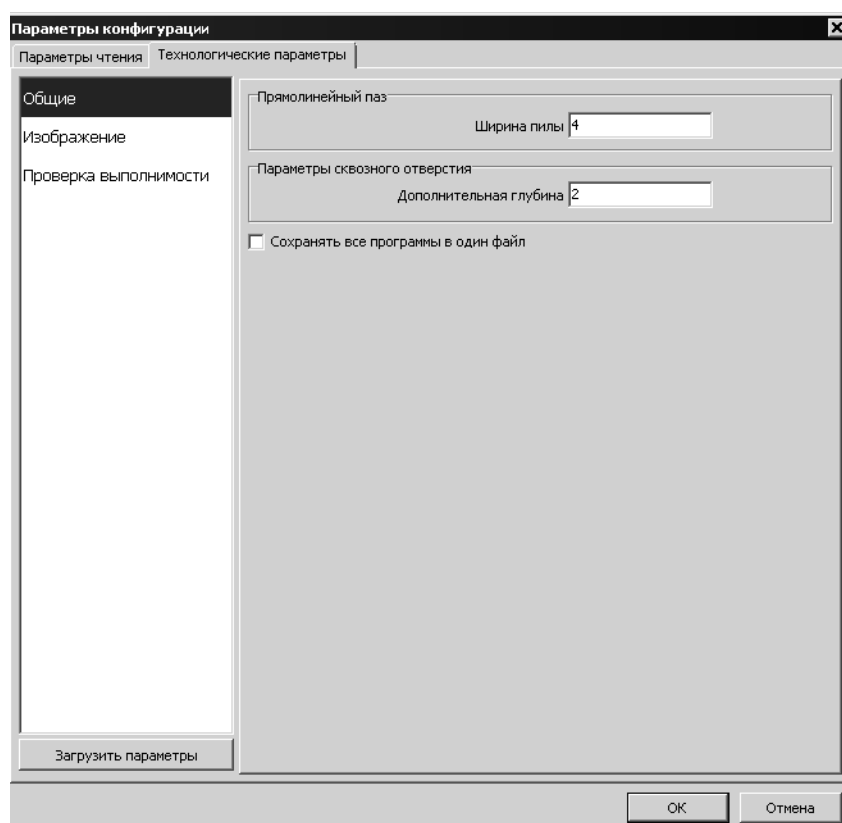 Параметры конфигурации
Параметры чтения Технологические параметры
Общие
Изображение
Проверка выполнимости
Прямолинейный паз
Ширина пилы 4
Параметры сквозного отверстия
Дополнительная глубина 2
Сохранять все программы в один файл
Загрузить параметры
ОК Отмена